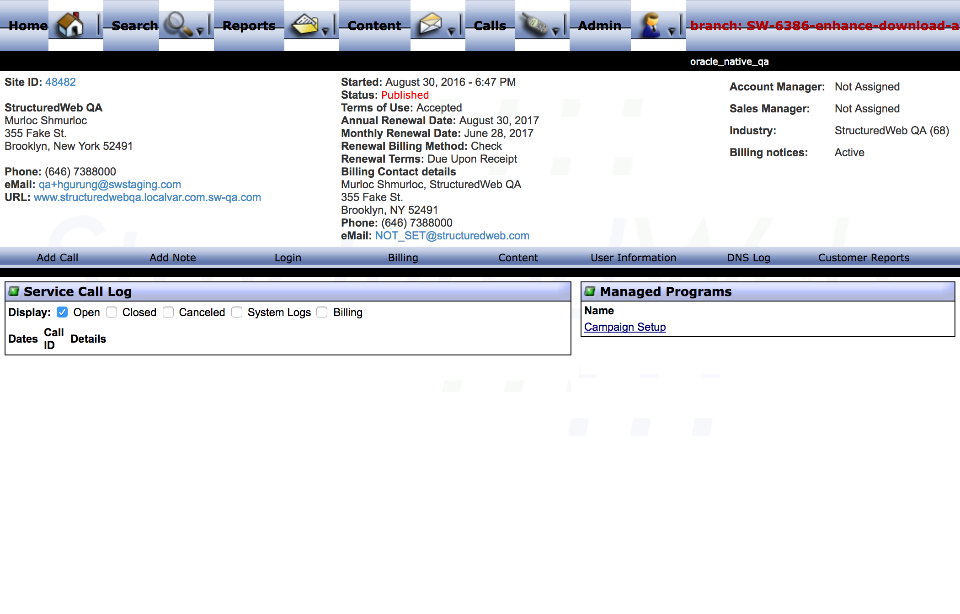 Home Search Reports Content Calls Admin branch: SW-6386-enhance-download-a
oracle_native_qa
Site ID: 48482
StructuredWeb QA
Murloc Shmurloc
355 Fake St.
Brooklyn, New York 52491
Phone: (646) 7388000
eMail: qa+hgurung@swstaging.com
URL: www.structuredwebqa.localvar.com.sw-qa.com
Started: August 30, 2016 - 6:47 PM
Status: Published
Terms of Use: Accepted
Annual Renewal Date: August 30, 2017
Monthly Renewal Date: June 28, 2017
Renewal Billing Method: Check
Renewal Terms: Due Upon Receipt
Billing Contact details
Murloc Shmurloc, StructuredWeb QA
355 Fake St.
Brooklyn, NY 52491
Phone: (646) 7388000
eMail: NOT_SET@structuredweb.com
Account Manager: Not Assigned
Sales Manager: Not Assigned
Industry: StructuredWeb QA (68)
Billing notices: Active
Add Call Add Note Login Billing Content User Information DNS Log Customer Reports
Service Call Log
Display: Open Closed Canceled System Logs Billing
Dates Call ID Details
Managed Programs
Name
Campaign Setup